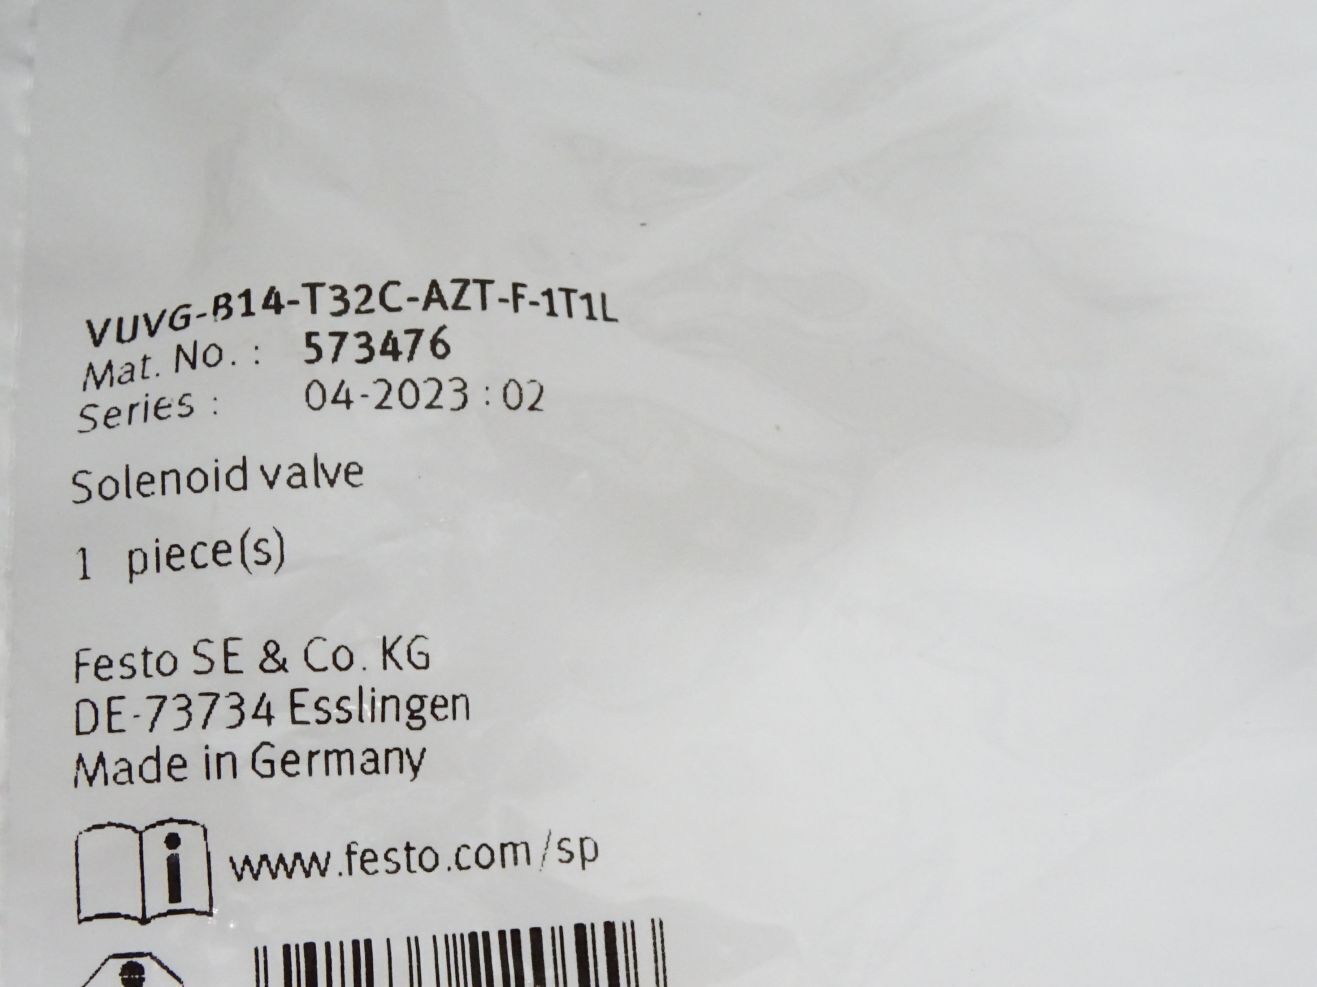 VUVG-B14-T32C-AZT-F-1T1L
Mat. No. : 573476
Series : 04-2023 : 02
Solenoid valve
1 piece(s)
Festo SE & Co. KG
DE-73734 Esslingen
Made in Germany
i www.festo.com/sp